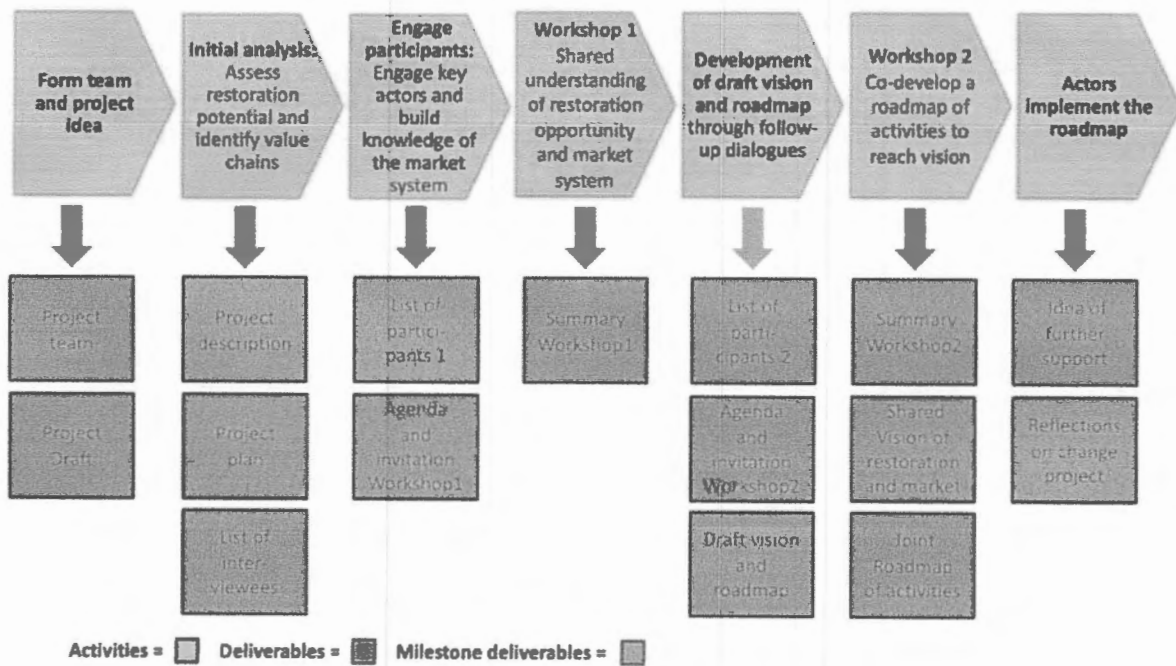 Form team
and project
idea
Initial analysis:
Assess
restoration
potential and
identify value
chains
Engage
participants:
Engage key
actors and
build
knowledge of
the market
system
Workshop 1
Shared
understanding
of restoration
opportunity
and market
system
Development
of draft vision
and roadmap
through follow-
up dialogues
Workshop 2
Co-develop a
roadmap of
activities to
reach vision
Actors
implement the
roadmap
Project
team
Project
Draft
Project
description
Project
plan
List of
inter-
viewees
List of
partici-
pants 1
Agenda
and
invitation
Workshop1
Summary
Workshop1
List of
parti-
cipants 2
Agenda
and
invitation
Workshop2
Draft vision
and
roadmap
Summary
Workshop2
Shared
Vision of
restoration
and market
Joint
Roadmap
of activities
Idea of
further
support
Reflections
on change
project
Activities =
Deliverables =
Milestone deliverables =